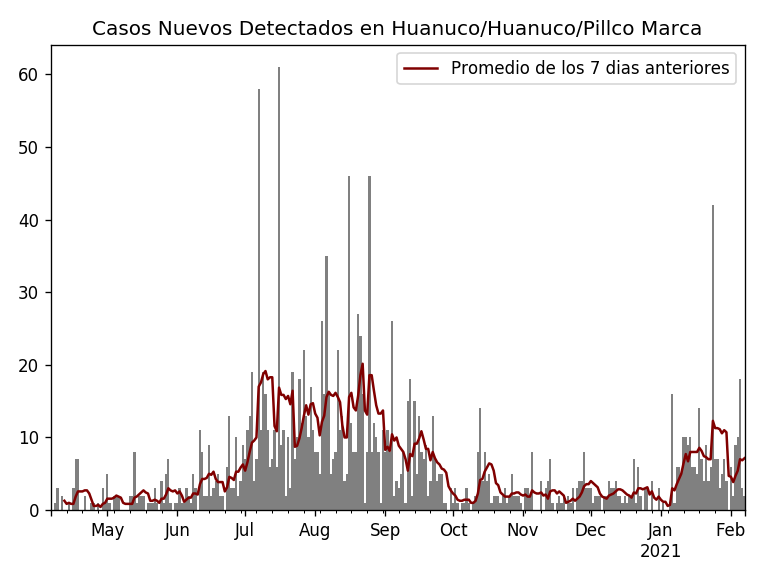 Casos Nuevos Detectados en Huanuco/Huanuco/Pillco Marca
Promedio de los 7 dias anteriores
60
50
40
30
20
10
0
May Jun Jul Aug Sep Oct Nov Dec Jan Feb
2021